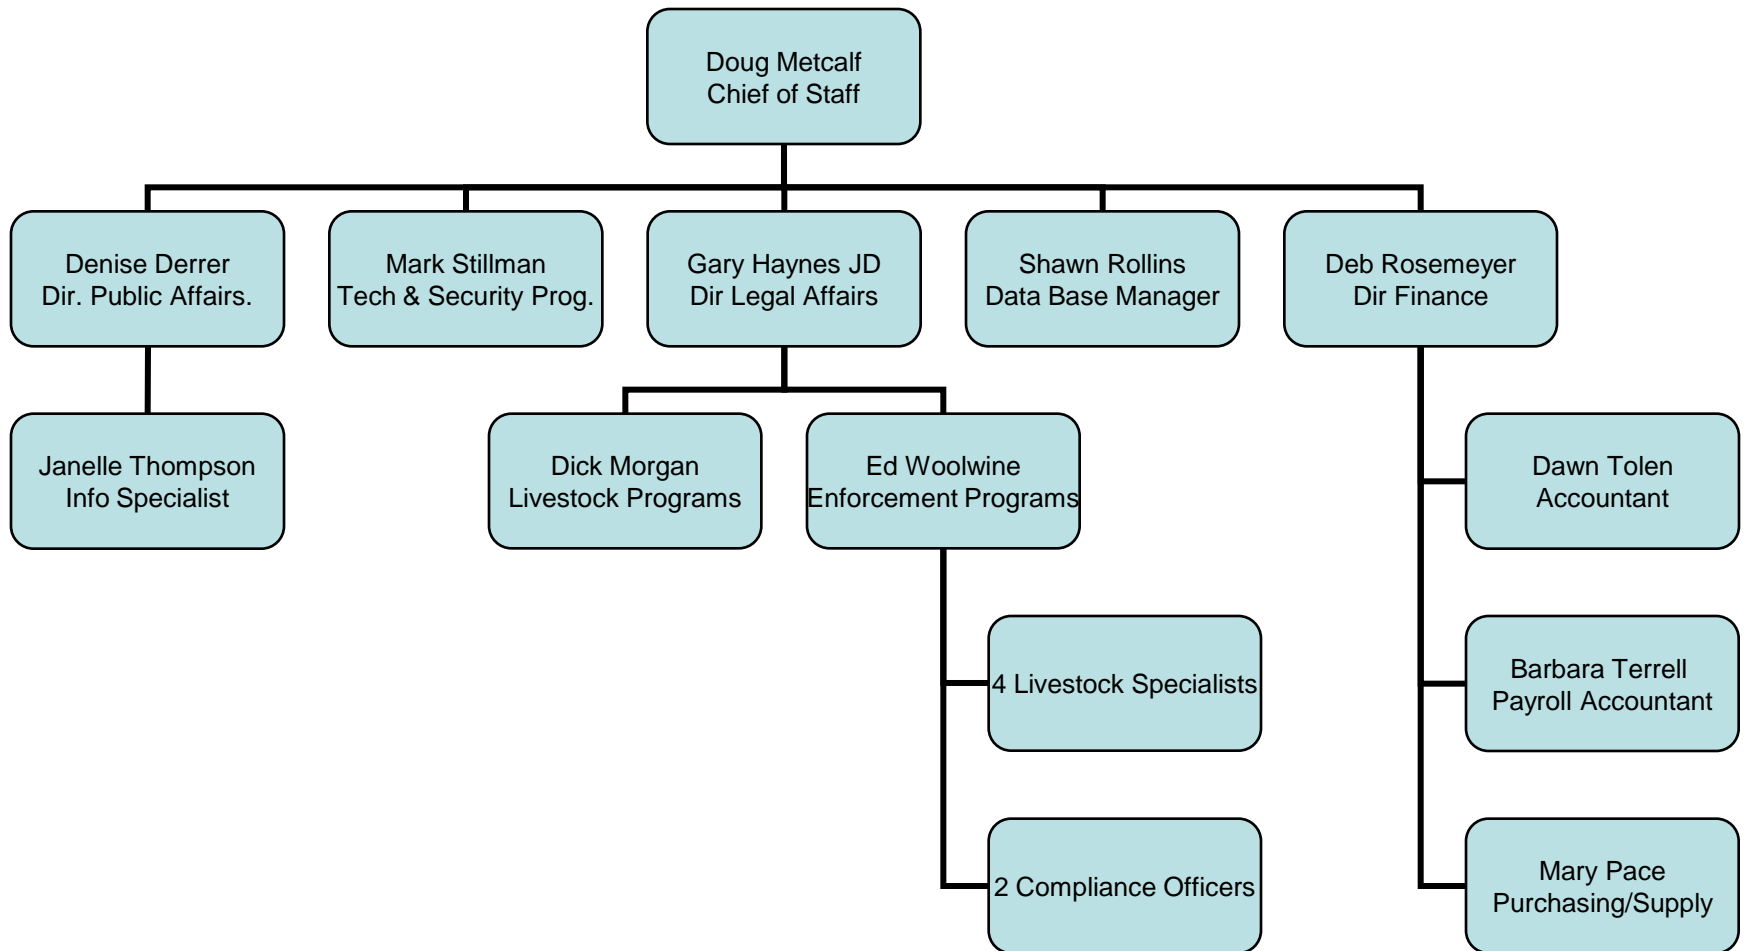 Doug Metcalf
Chief of Staff
Denise Derrer
Dir. Public Affairs.
Mark Stillman
Tech & Security Prog.
Gary Haynes JD
Dir Legal Affairs
Shawn Rollins
Data Base Manager
Deb Rosemeyer
Dir Finance
Janelle Thompson
Info Specialist
Dick Morgan
Livestock Programs
Ed Woolwine
Enforcement Programs
Dawn Tolen
Accountant
4 Livestock Specialists
Barbara Terrell
Payroll Accountant
2 Compliance Officers
Mary Pace
Purchasing/Supply